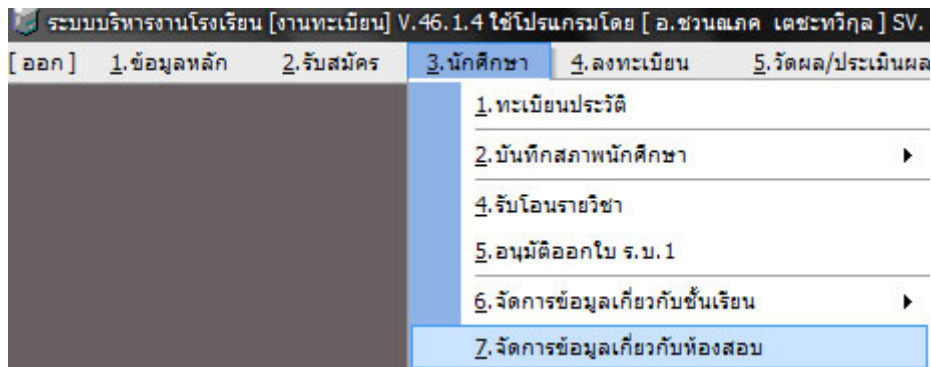 ระบบบริหารงานโรงเรียน [งานทะเบียน] V.46.1.4 ใช้โปรแกรมโดย [ อ.ชวนณภค เตชะทวีกุล ] SV.
[ ออก ] 1.ข้อมูลหลัก 2.รับสมัคร 3.นักศึกษา 4.ลงทะเบียน 5.วัดผล/ประเมินผล
1.ทะเบียนประวัติ
2.บันทึกสภาพนักศึกษา
4.รับโอนรายวิชา
5.อนุมัติออกใบ ร.บ.1
6.จัดการข้อมูลเกี่ยวกับชั้นเรียน
7.จัดการข้อมูลเกี่ยวกับห้องสอบ